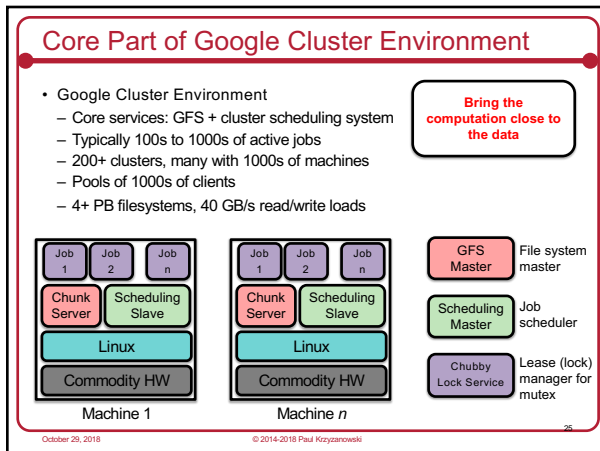 Core Part of Google Cluster Environment
• Google Cluster Environment
– Core services: GFS + cluster scheduling system
– Typically 100s to 1000s of active jobs
– 200+ clusters, many with 1000s of machines
– Pools of 1000s of clients
– 4+ PB filesystems, 40 GB/s read/write loads
Bring the
computation close to
the data
Job
1
Job
2
Job
n
Chunk
Server
Scheduling
Slave
Linux
Commodity HW
Machine 1
Job
1
Job
2
Job
n
Chunk
Server
Scheduling
Slave
Linux
Commodity HW
Machine n
GFS
Master
File system
master
Scheduling
Master
Job
scheduler
Chubby
Lock Service
Lease (lock)
manager for
mutex
October 29, 2018
© 2014-2018 Paul Krzyzanowski
25